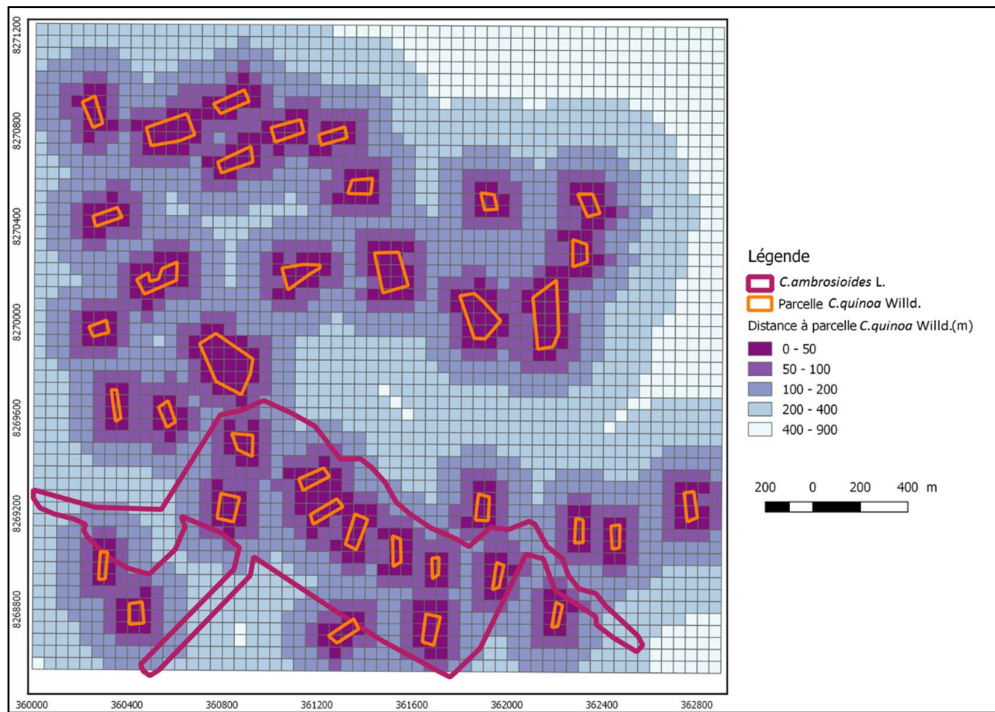 8271200
8270800
8270400
8270000
8269600
8269200
8268800
360000 360400 360800 361200 361600 362000 362400 362800
Légende
C.ambrosioides L.
Parcelle C.quinoa Willd.
Distance à parcelle C.quinoa Willd.(m)
0 - 50
50 - 100
100 - 200
200 - 400
400 - 900
200 0 200 400 m